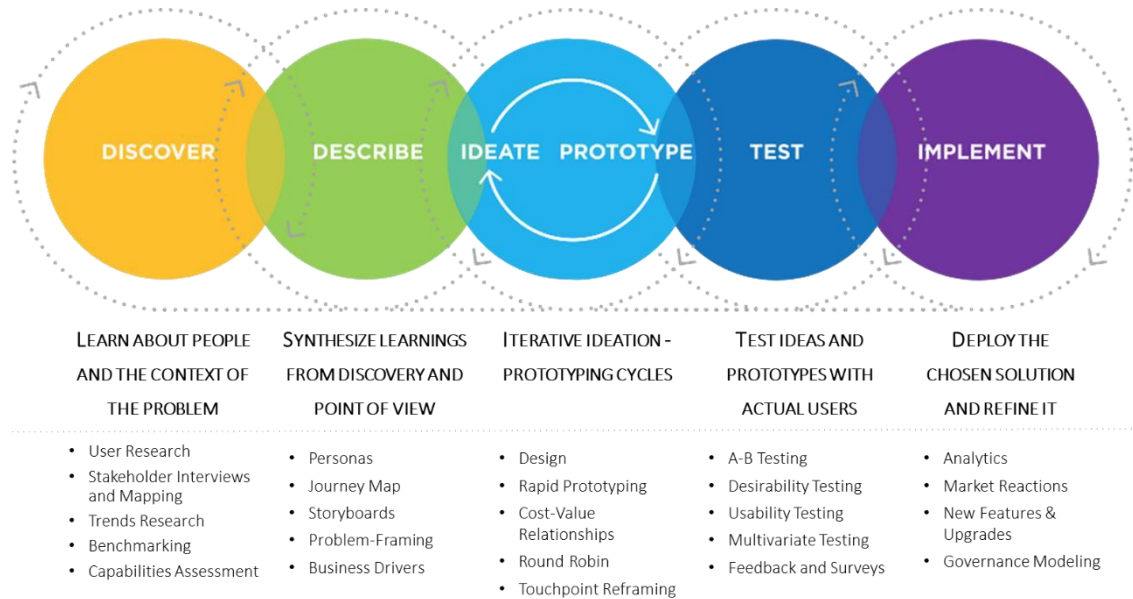 DISCOVER
DESCRIBE
IDEATE PROTOTYPE
TEST
IMPLEMENT
LEARN ABOUT PEOPLE
AND THE CONTEXT OF
THE PROBLEM
SYNTHESIZE LEARNINGS
FROM DISCOVERY AND
POINT OF VIEW
ITERATIVE IDEATION -
PROTOTYPING CYCLES
TEST IDEAS AND
PROTOTYPES WITH
ACTUAL USERS
DEPLOY THE
CHOSEN SOLUTION
AND REFINE IT
• User Research
• Stakeholder Interviews
and Mapping
• Trends Research
• Benchmarking
• Capabilities Assessment
• Personas
• Journey Map
• Storyboards
• Problem-Framing
• Business Drivers
• Design
• Rapid Prototyping
• Cost-Value
Relationships
• Round Robin
• Touchpoint Reframing
• A-B Testing
• Desirability Testing
• Usability Testing
• Multivariate Testing
• Feedback and Surveys
• Analytics
• Market Reactions
• New Features &
Upgrades
• Governance Modeling